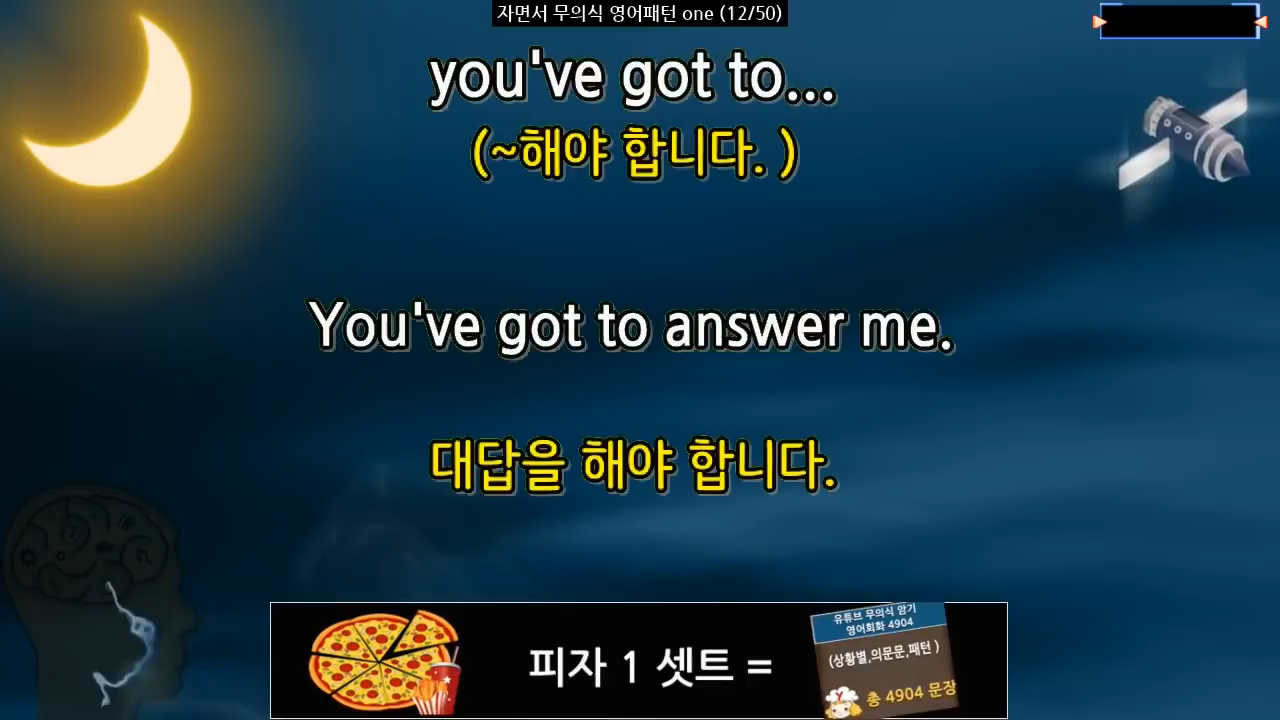 자면서 무의식 영어패턴 one (12/50)
you've got to...
(~해야 합니다. )
You've got to answer me.
대답을 해야 합니다.
피자 1 셋트 =
유튜브 무의식 암기
영어회화 4904
(상황별,의문문,패턴 )
총 4904 문장